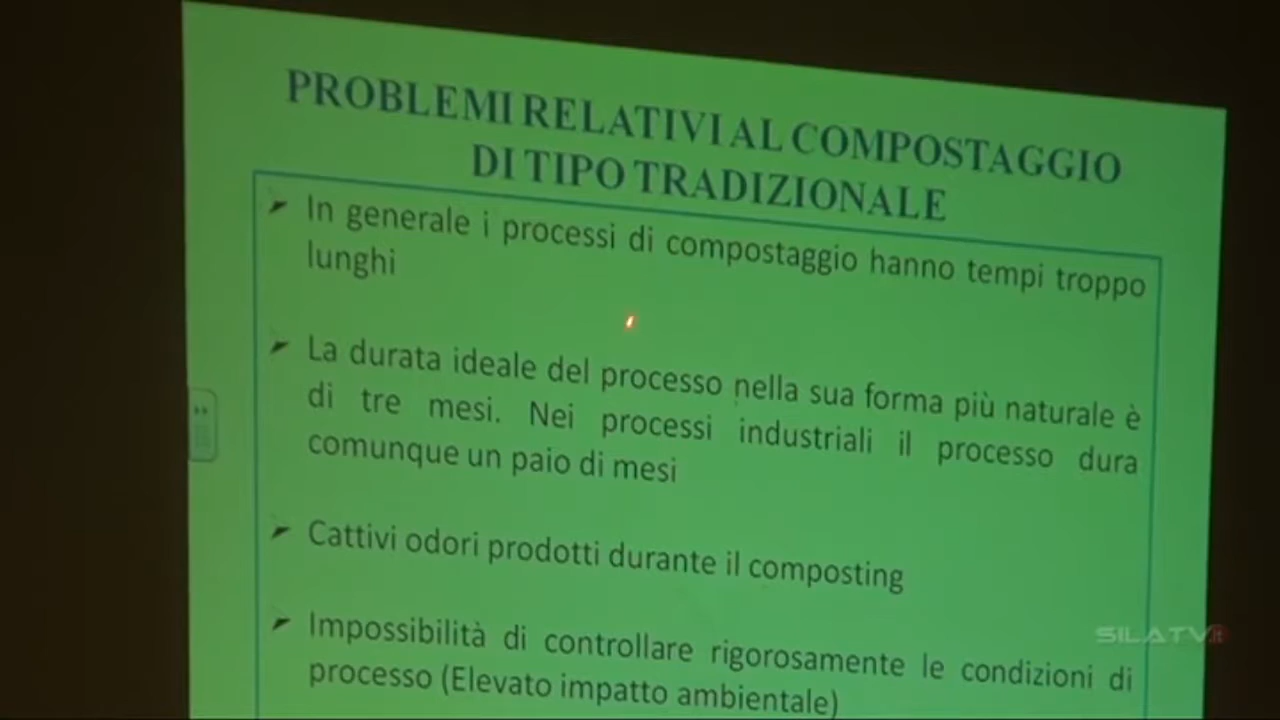 PROBLEMI RELATIVI AL COMPOSTAGGIO
DI TIPO TRADIZIONALE
In generale i processi di compostaggio hanno tempi troppo
lunghi
La durata ideale del processo nella sua forma più naturale è
di tre mesi. Nei processi industriali il processo dura
comunque un paio di mesi
Cattivi odori prodotti durante il composting
Impossibilità di controllare rigorosamente le condizioni di
processo (Elevato impatto ambientale)
SILATV.it